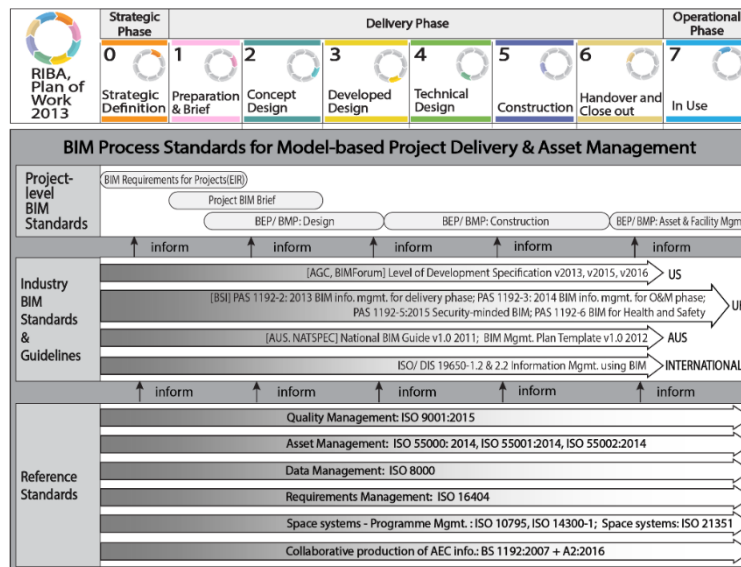 RIBA,
Plan of
Work
2013
Strategic
Phase
Delivery Phase
Operational
Phase
0
Strategic
Definition
1
Preparation
& Brief
2
Concept
Design
3
Developed
Design
4
Technical
Design
5
Construction
6
Handover and
Close out
7
In Use
BIM Process Standards for Model-based Project Delivery & Asset Management
Project-
level
BIM
Standards
BIM Requirements for Projects(EIR)
Project BIM Brief
BEP/ BMP: Design
BEP/ BMP: Construction
BEP/ BMP: Asset & Facility Mgm
inform
inform
inform
inform
inform
Industry
BIM
Standards
&
Guidelines
[AGC, BIMForum] Level of Development Specification v2013, v2015, v2016
US
[BSI] PAS 1192-2: 2013 BIM info. mgmt. for delivery phase; PAS 1192-3: 2014 BIM info. mgmt. for O&M phase;
PAS 1192-5:2015 Security-minded BIM; PAS 1192-6 BIM for Health and Safety
[AUS. NATSPEC] National BIM Guide v1.0 2011; BIM Mgmt. Plan Template v1.0 2012
AUS
ISO/ DIS 19650-1.2 & 2.2 Information Mgmt. using BIM
INTERNATIONAL
inform
inform
inform
inform
inform
Reference
Standards
Quality Management: ISO 9001:2015
Asset Management: ISO 55000: 2014, ISO 55001:2014, ISO 55002:2014
Data Management: ISO 8000
Requirements Management: ISO 16404
Space systems - Programme Mgmt. : ISO 10795, ISO 14300-1; Space systems: ISO 21351
Collaborative production of AEC info.: BS 1192:2007 + A2:2016